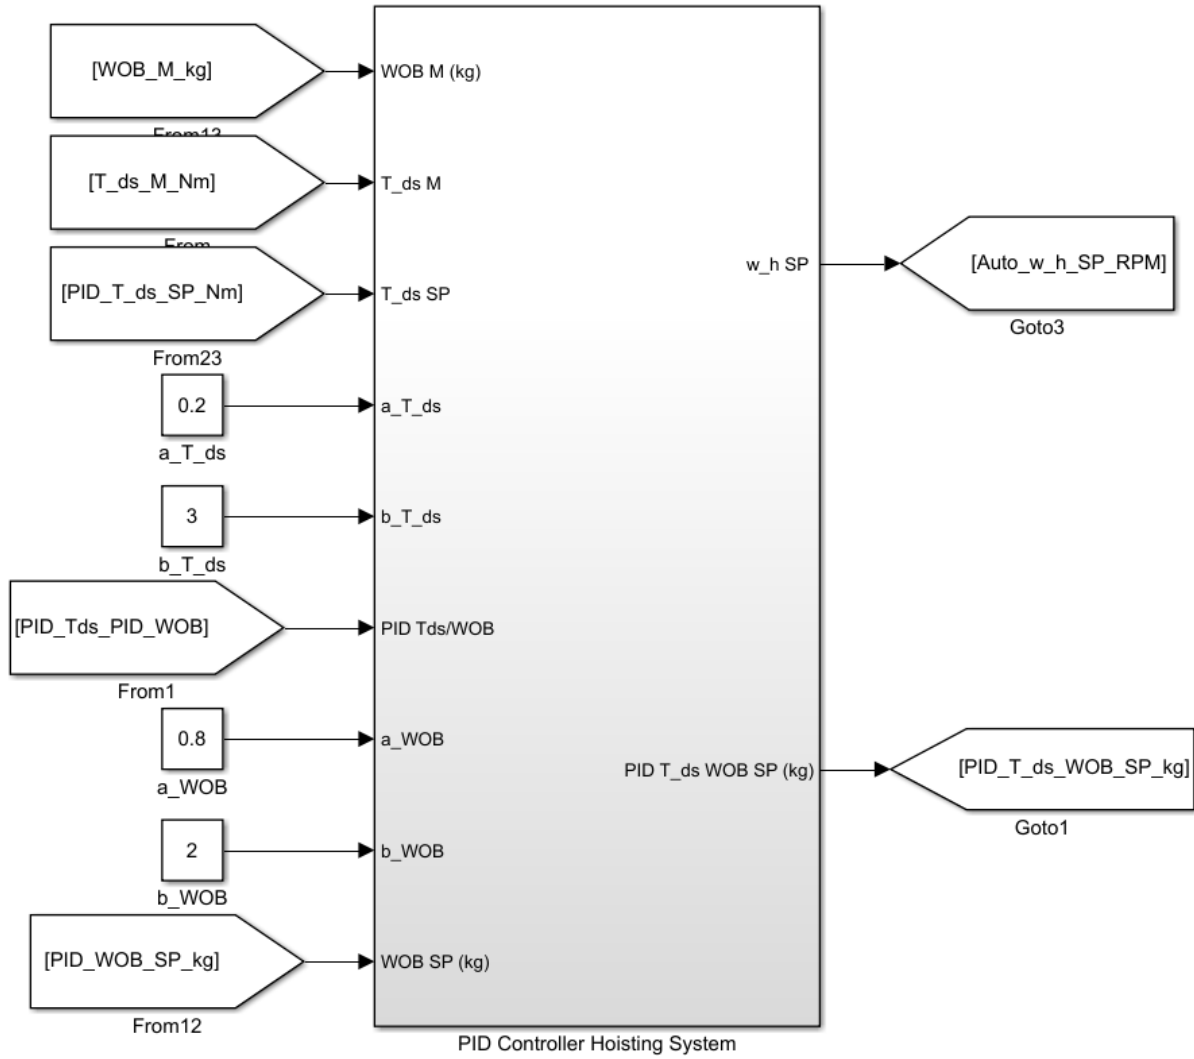 [WOB_M_kg]
WOB M (kg)
From13
[T_ds_M_Nm]
T_ds M
From
[PID_T_ds_SP_Nm]
T_ds SP
From23
0.2
a_T_ds
a_T_ds
3
b_T_ds
b_T_ds
[PID_Tds_PID_WOB]
PID Tds/WOB
From1
0.8
a_WOB
a_WOB
2
b_WOB
b_WOB
[PID_WOB_SP_kg]
WOB SP (kg)
From12
w_h SP
[Auto_w_h_SP_RPM]
Goto3
PID T_ds WOB SP (kg)
[PID_T_ds_WOB_SP_kg]
Goto1
PID Controller Hoisting System